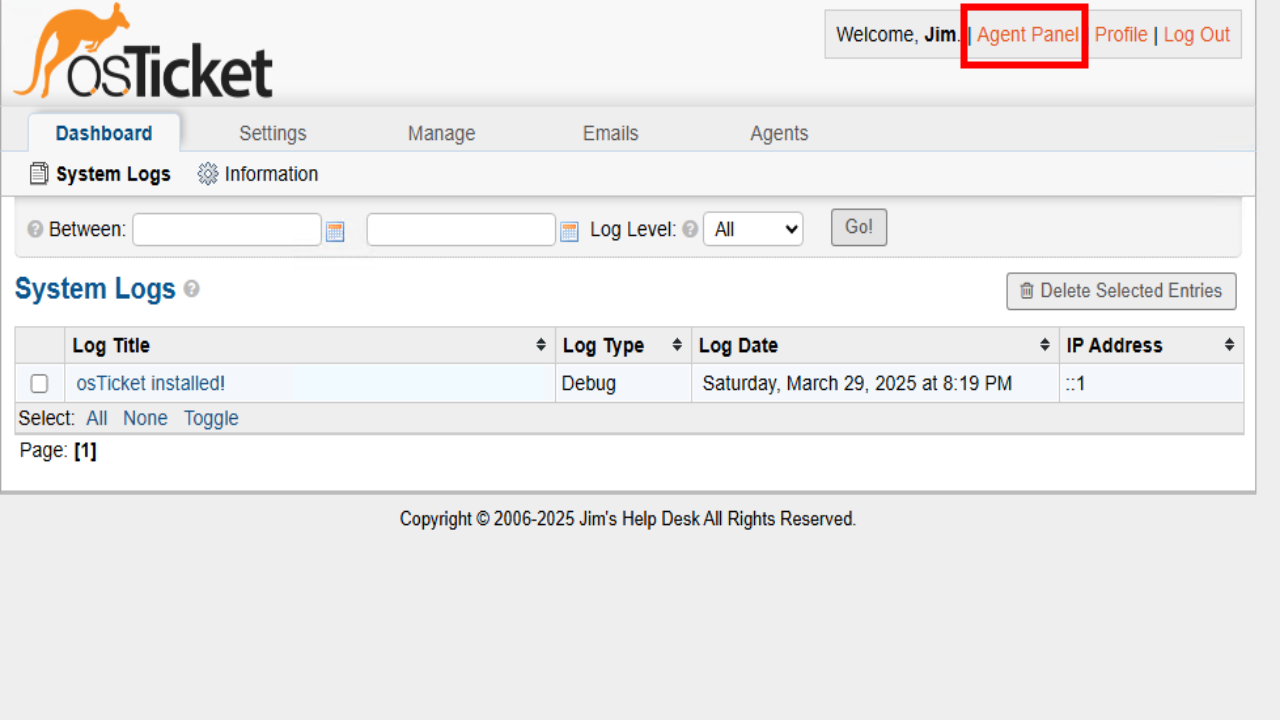 osTicket
Welcome, Jim. | Agent Panel Profile | Log Out
Dashboard Settings Manage Emails Agents
System Logs Information
Between: Log Level: All Go!
System Logs Delete Selected Entries
Log Title Log Type Log Date IP Address
osTicket installed! Debug Saturday, March 29, 2025 at 8:19 PM ::1
Select: All None Toggle
Page: [1]
Copyright © 2006-2025 Jim's Help Desk All Rights Reserved.